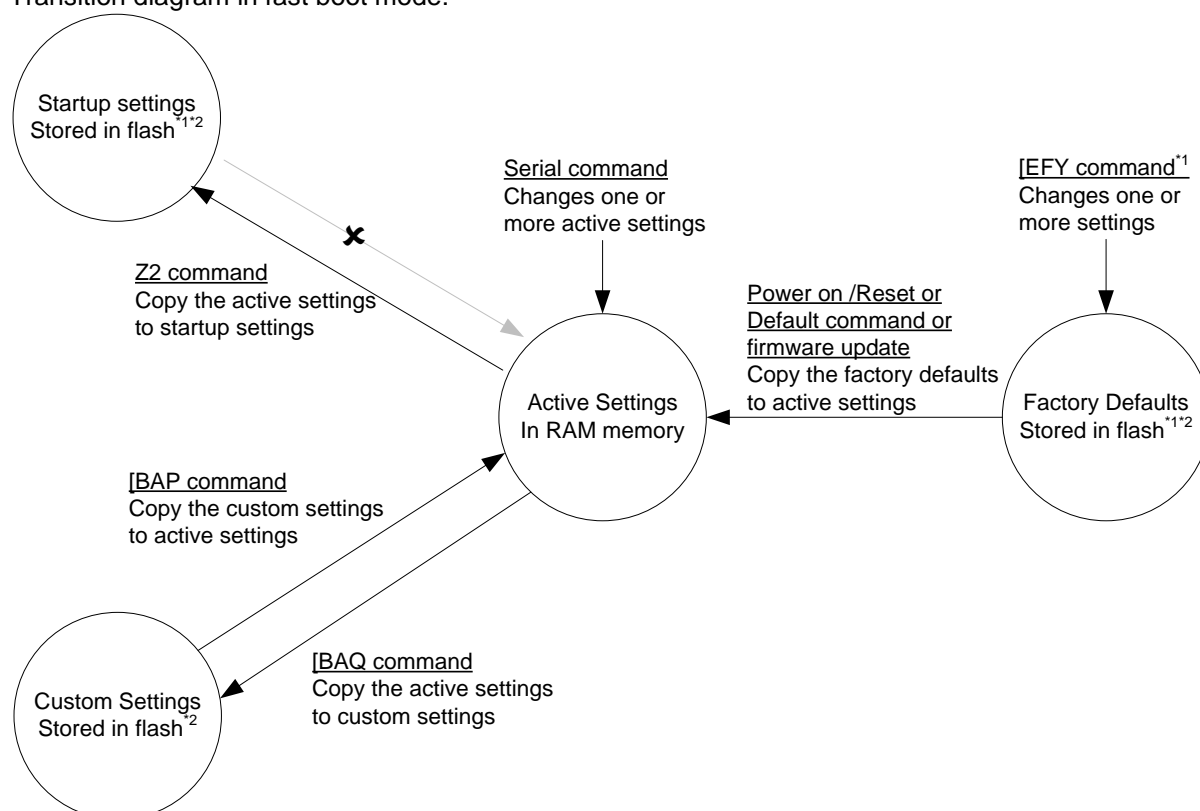 Transition diagram in fast boot mode:
Startup settings
Stored in flash*1*2
Serial command
Changes one or
more active settings
[EFY command*1
Changes one or
more settings
Z2 command
Copy the active settings
to startup settings
Power on /Reset or
Default command or
firmware update
Copy the factory defaults
to active settings
Active Settings
In RAM memory
Factory Defaults
Stored in flash*1*2
[BAP command
Copy the custom settings
to active settings
[BAQ command
Copy the active settings
to custom settings
Custom Settings
Stored in flash*2